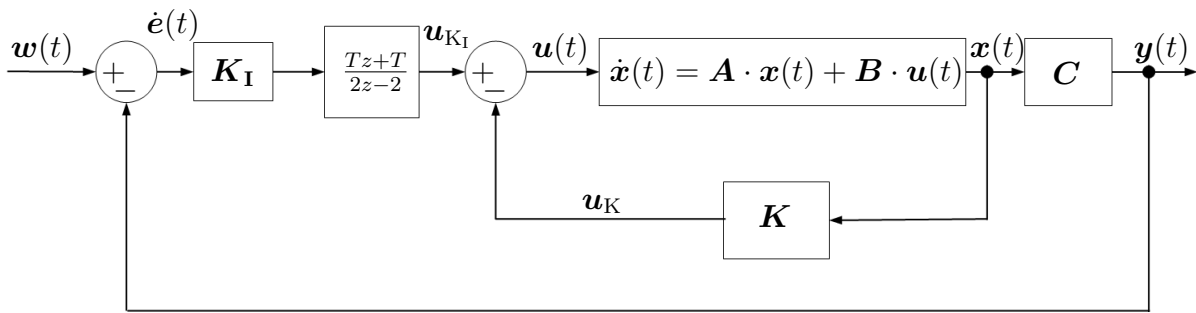 w(t)
ė(t)
+
−
K_I
Tz+T
2z−2
u_{K_I}
+
−
u(t)
ẋ(t) = A · x(t) + B · u(t)
x(t)
C
y(t)
u_K
K